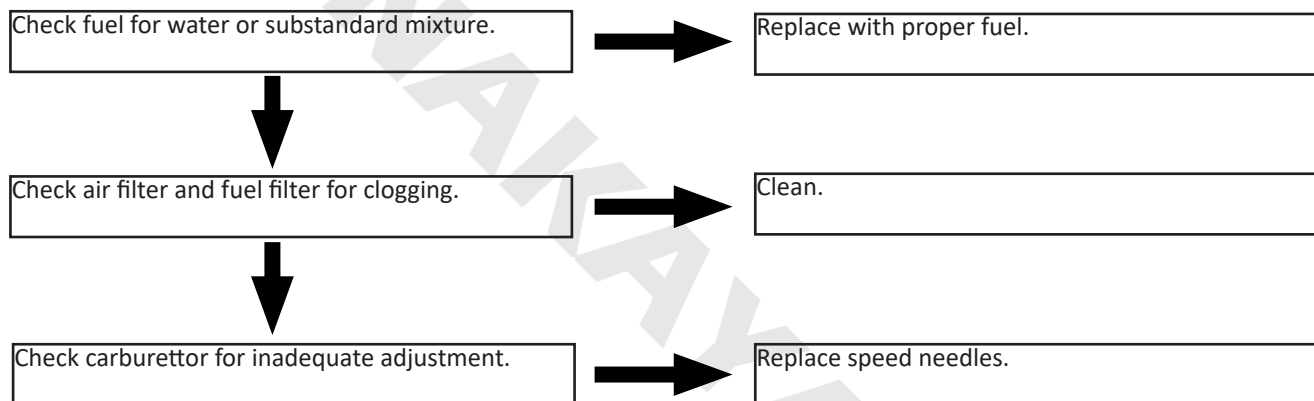 Check fuel for water or substandard mixture.
Replace with proper fuel.
Check air filter and fuel filter for clogging.
Clean.
Check carburettor for inadequate adjustment.
Replace speed needles.
NAKAYA